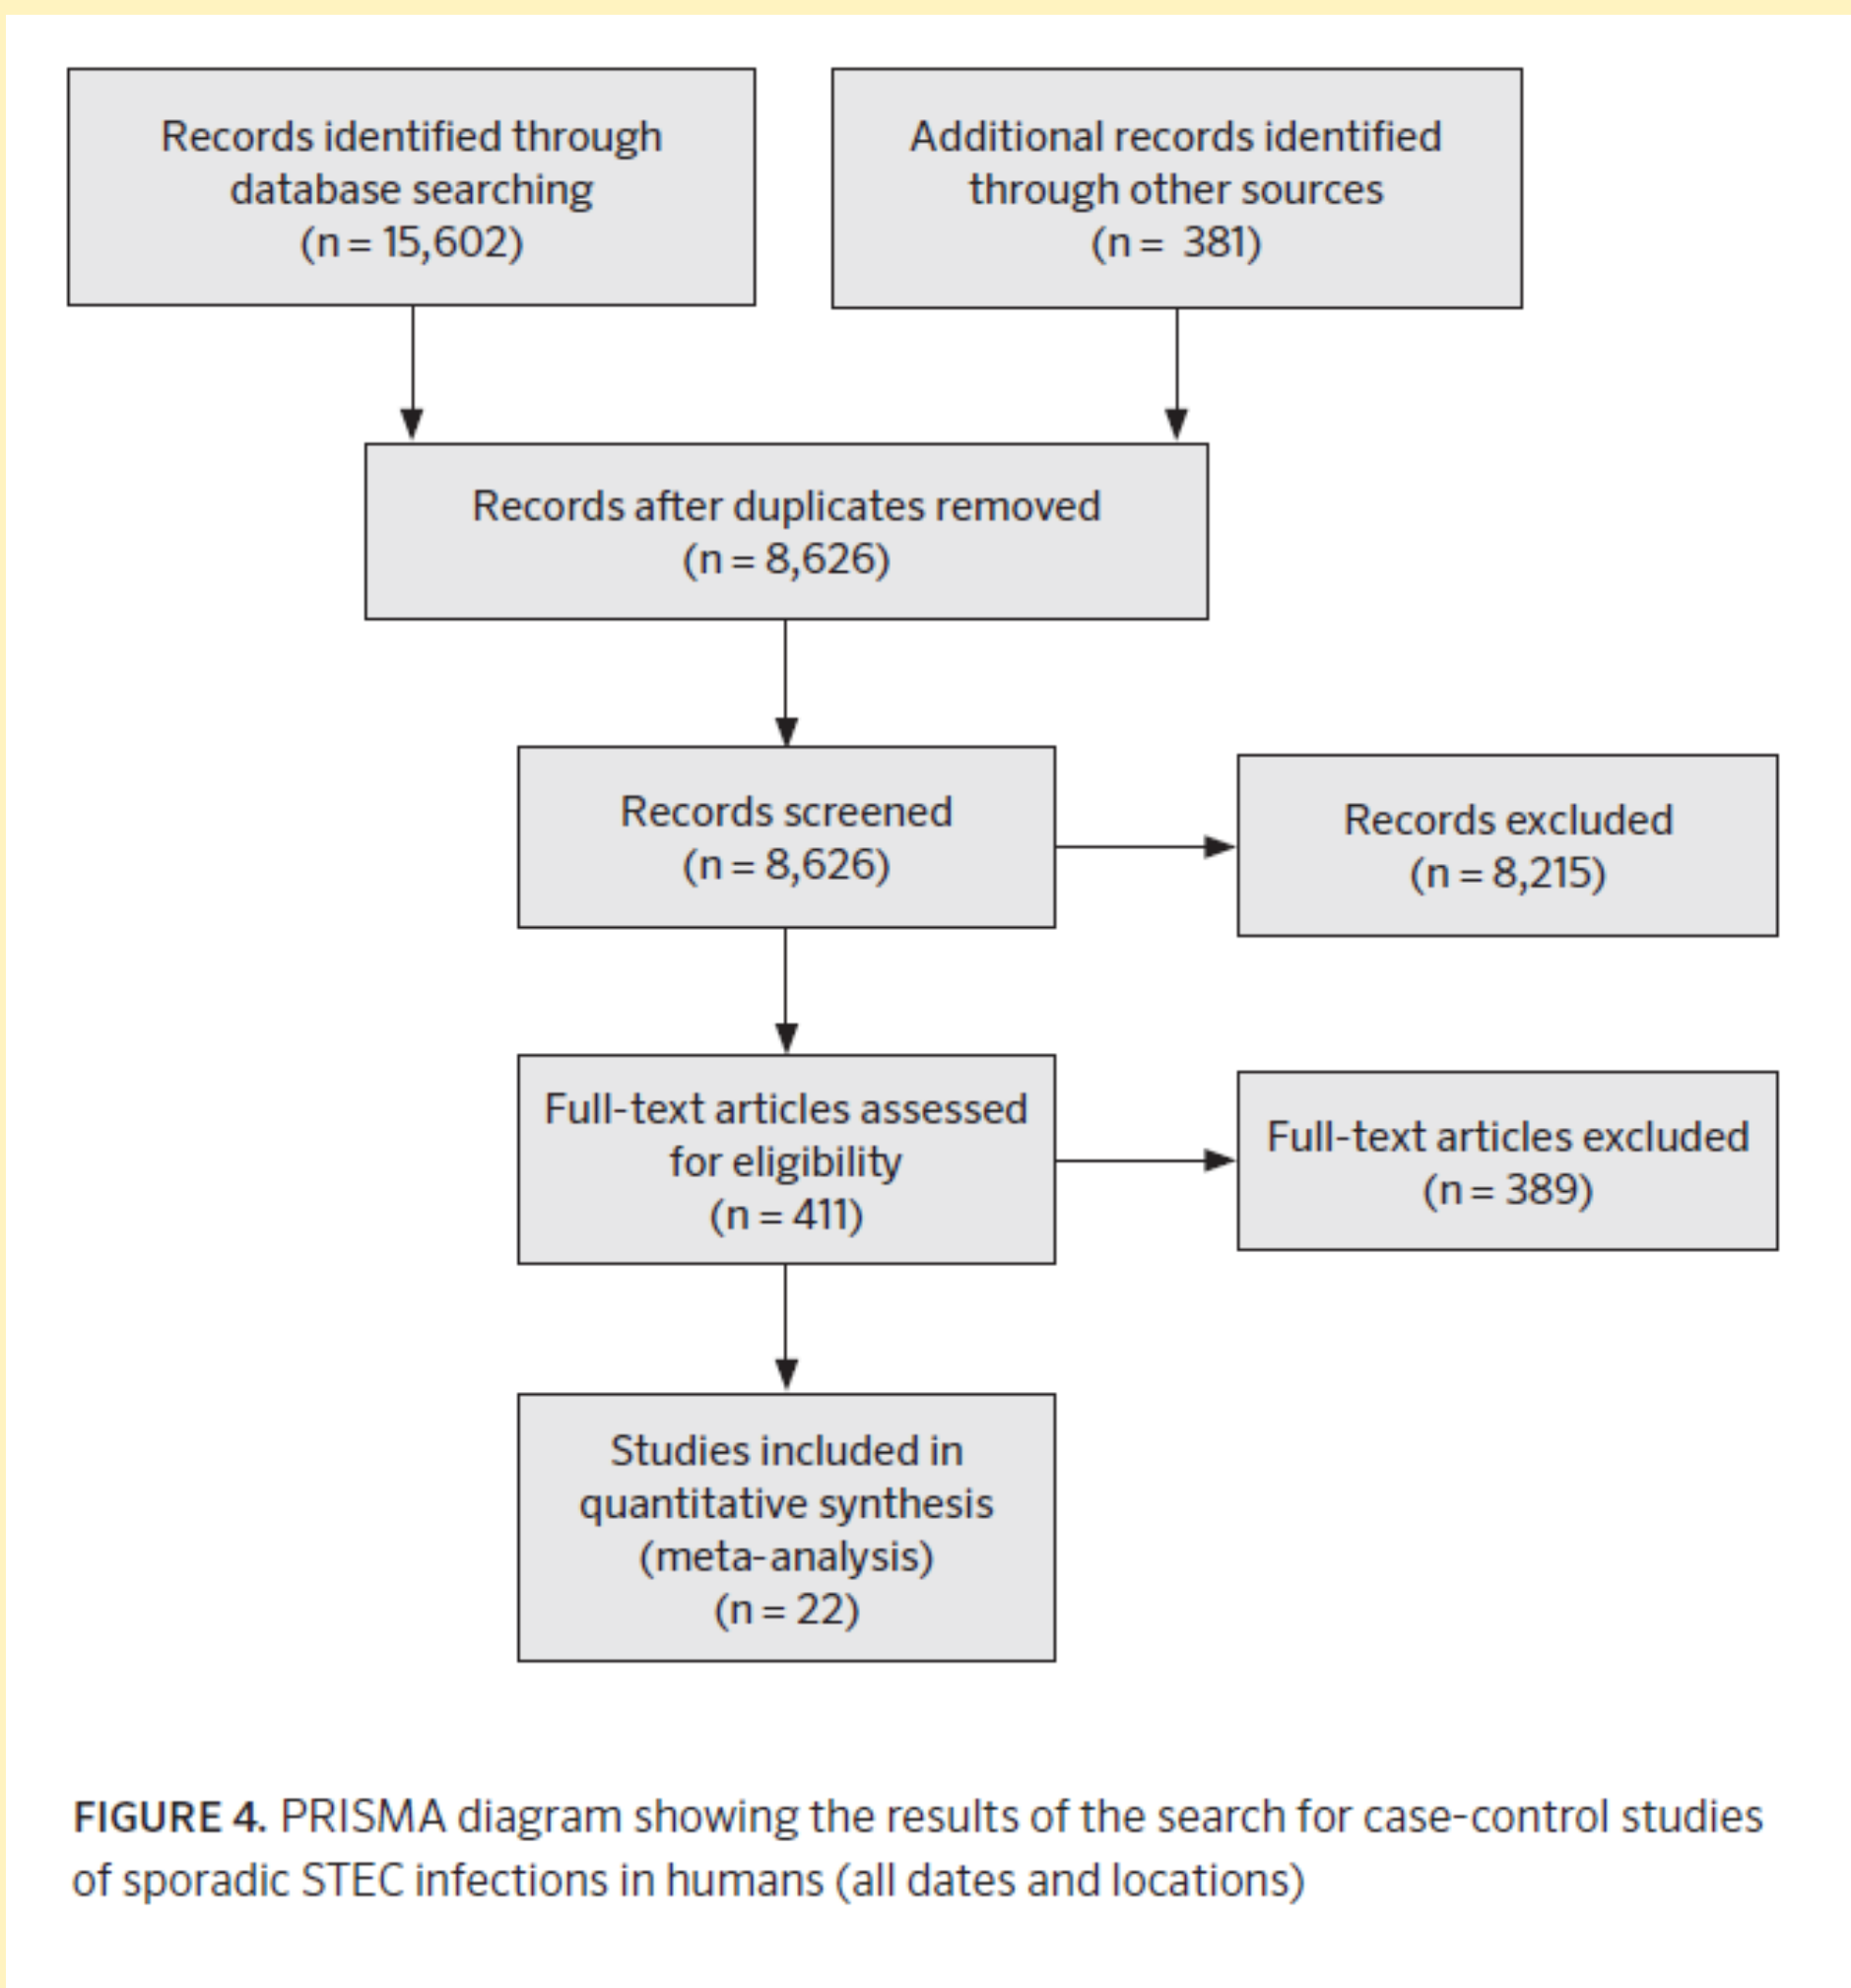 Records identified through
database searching
(n = 15,602)
Additional records identified
through other sources
(n = 381)
Records after duplicates removed
(n = 8,626)
Records screened
(n = 8,626)
Records excluded
(n = 8,215)
Full-text articles assessed
for eligibility
(n = 411)
Full-text articles excluded
(n = 389)
Studies included in
quantitative synthesis
(meta-analysis)
(n = 22)
FIGURE 4. PRISMA diagram showing the results of the search for case-control studies
of sporadic STEC infections in humans (all dates and locations)